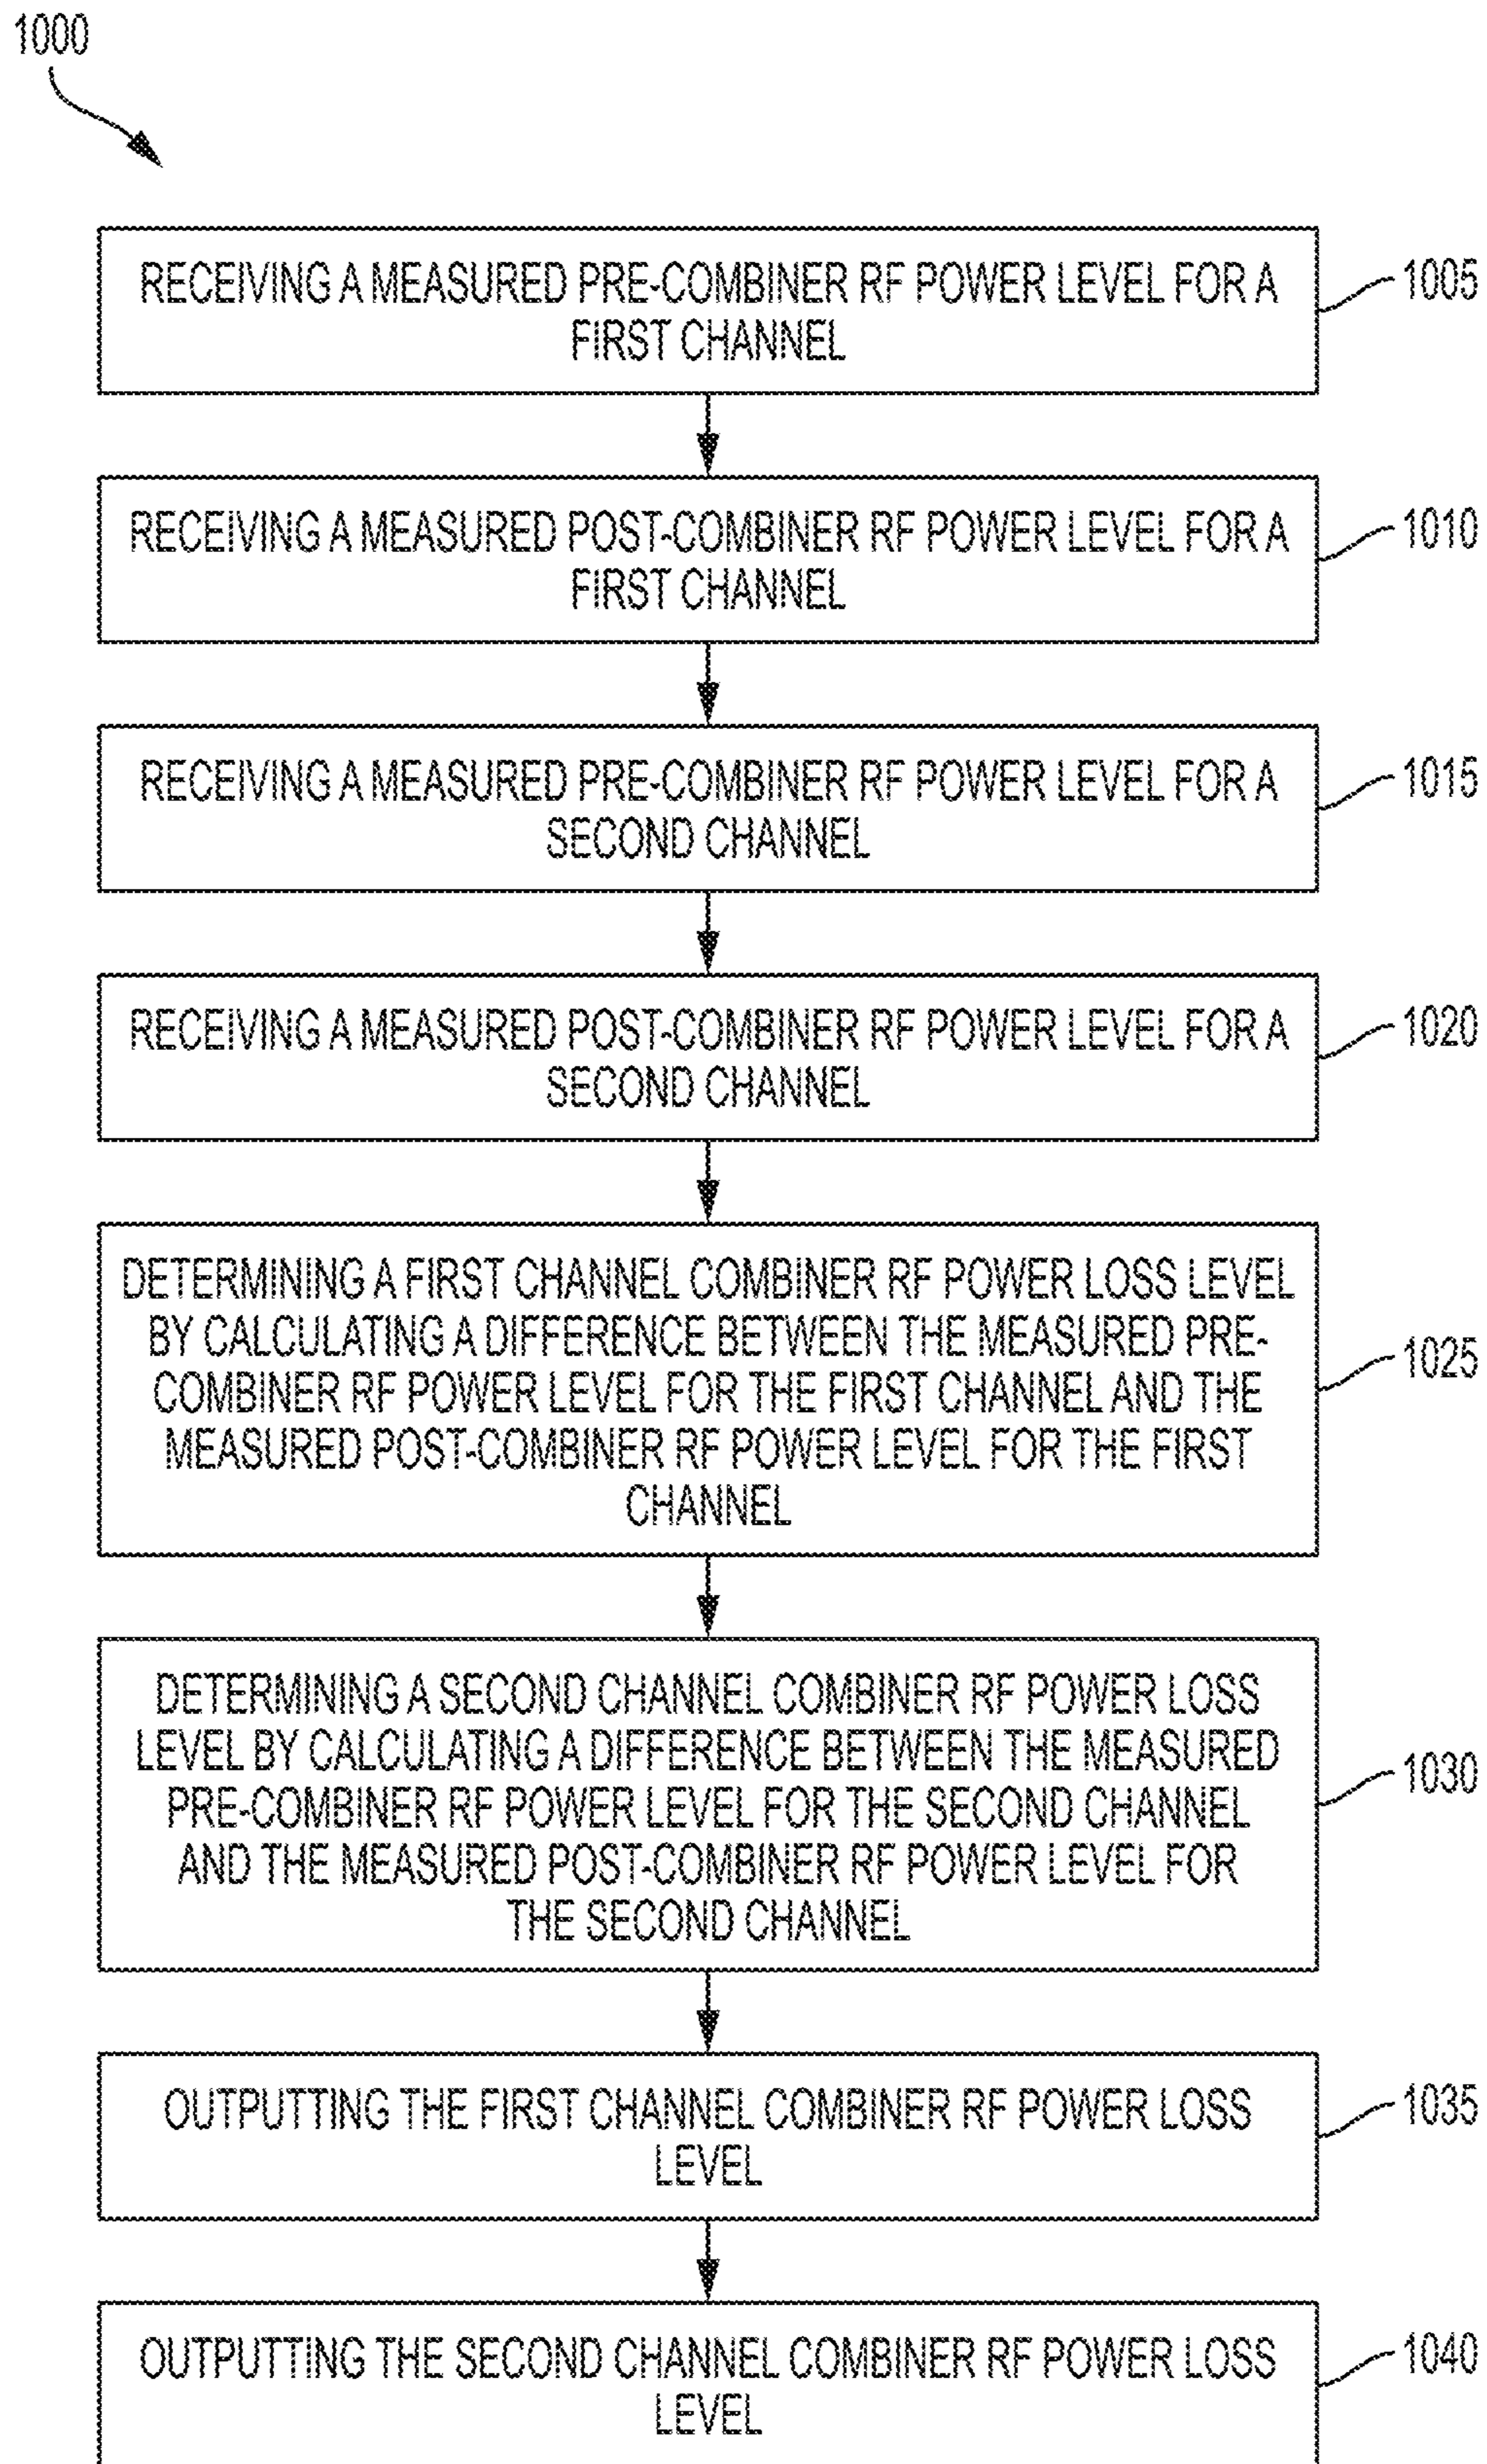 1000
RECEIVING A MEASURED PRE-COMBINER RF POWER LEVEL FOR A
FIRST CHANNEL
1005
RECEIVING A MEASURED POST-COMBINER RF POWER LEVEL FOR A
FIRST CHANNEL
1010
RECEIVING A MEASURED PRE-COMBINER RF POWER LEVEL FOR A
SECOND CHANNEL
1015
RECEIVING A MEASURED POST-COMBINER RF POWER LEVEL FOR A
SECOND CHANNEL
1020
DETERMINING A FIRST CHANNEL COMBINER RF POWER LOSS LEVEL
BY CALCULATING A DIFFERENCE BETWEEN THE MEASURED PRE-
COMBINER RF POWER LEVEL FOR THE FIRST CHANNEL AND THE
MEASURED POST-COMBINER RF POWER LEVEL FOR THE FIRST
CHANNEL
1025
DETERMINING A SECOND CHANNEL COMBINER RF POWER LOSS
LEVEL BY CALCULATING A DIFFERENCE BETWEEN THE MEASURED
PRE-COMBINER RF POWER LEVEL FOR THE SECOND CHANNEL
AND THE MEASURED POST-COMBINER RF POWER LEVEL FOR
THE SECOND CHANNEL
1030
OUTPUTTING THE FIRST CHANNEL COMBINER RF POWER LOSS
LEVEL
1035
OUTPUTTING THE SECOND CHANNEL COMBINER RF POWER LOSS
LEVEL
1040